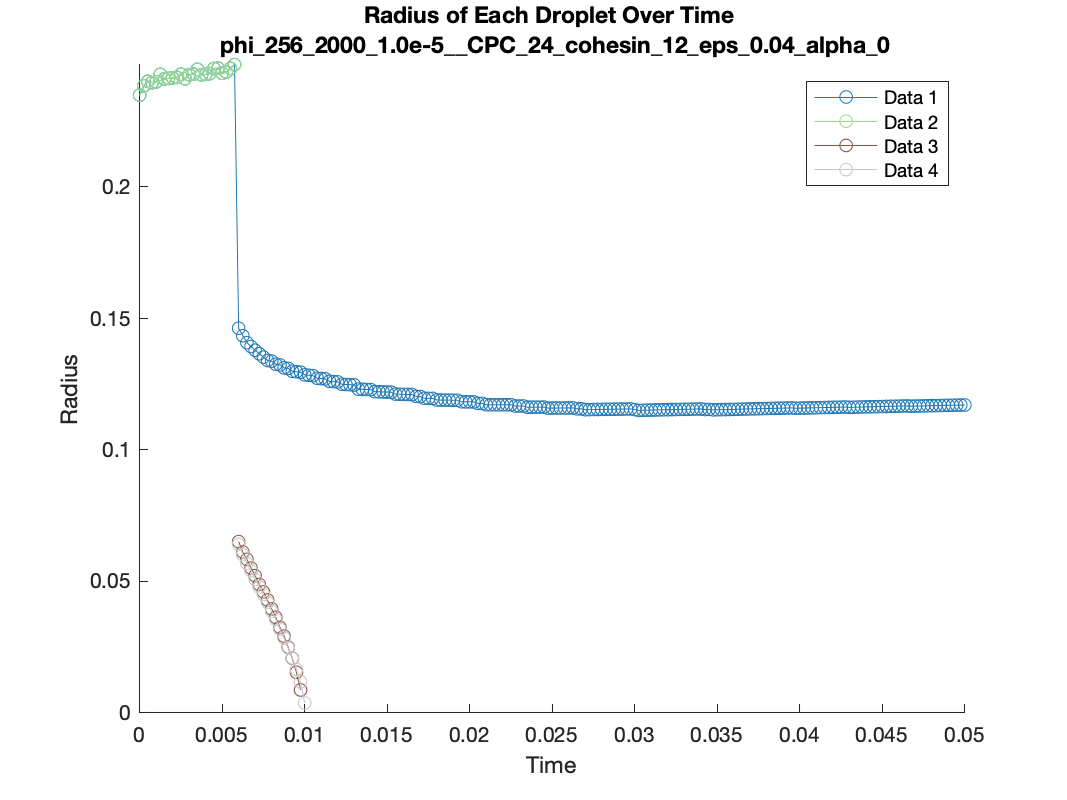 Radius of Each Droplet Over Time
phi_256_2000_1.0e-5__CPC_24_cohesin_12_eps_0.04_alpha_0
Data 1
Data 2
Data 3
Data 4
Radius
0.2
0.15
0.1
0.05
0
0 0.005 0.01 0.015 0.02 0.025 0.03 0.035 0.04 0.045 0.05
Time